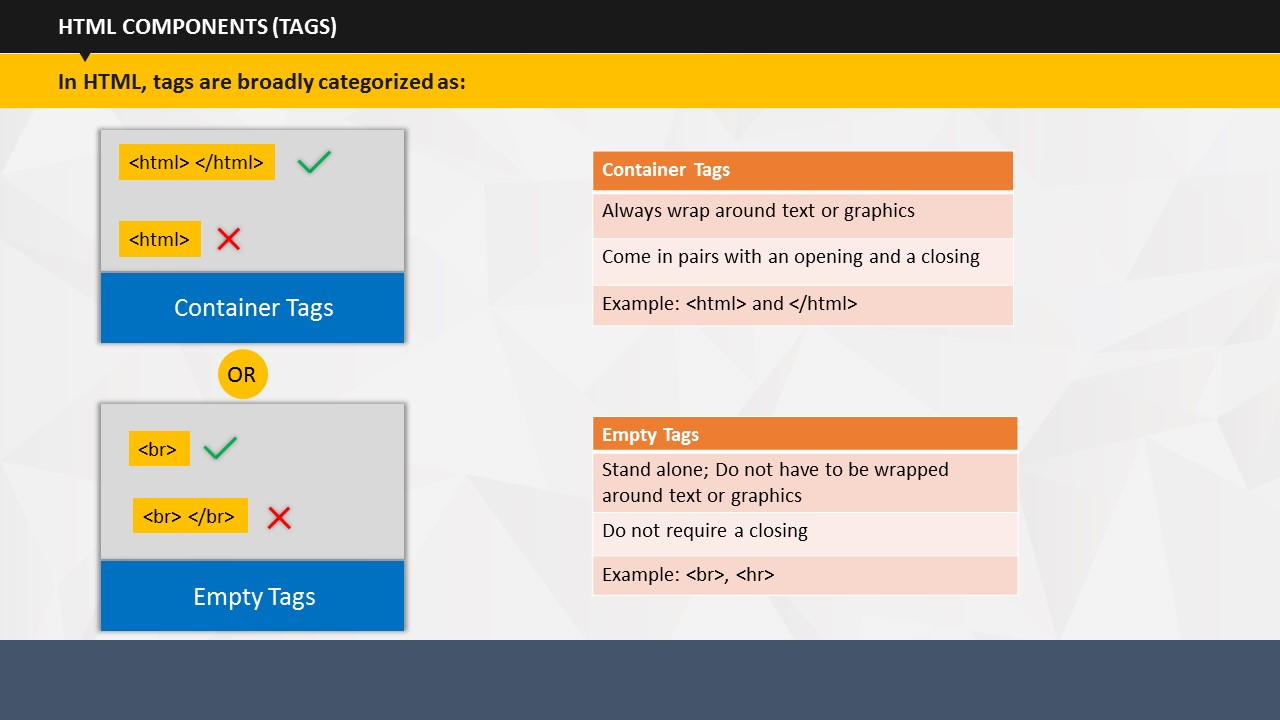 HTML COMPONENTS (TAGS)
In HTML, tags are broadly categorized as:
<html> </html>
<html>
Container Tags
OR
<br>
<br> </br>
Empty Tags
Container Tags
Always wrap around text or graphics
Come in pairs with an opening and a closing
Example: <html> and </html>
Empty Tags
Stand alone; Do not have to be wrapped
around text or graphics
Do not require a closing
Example: <br>, <hr>